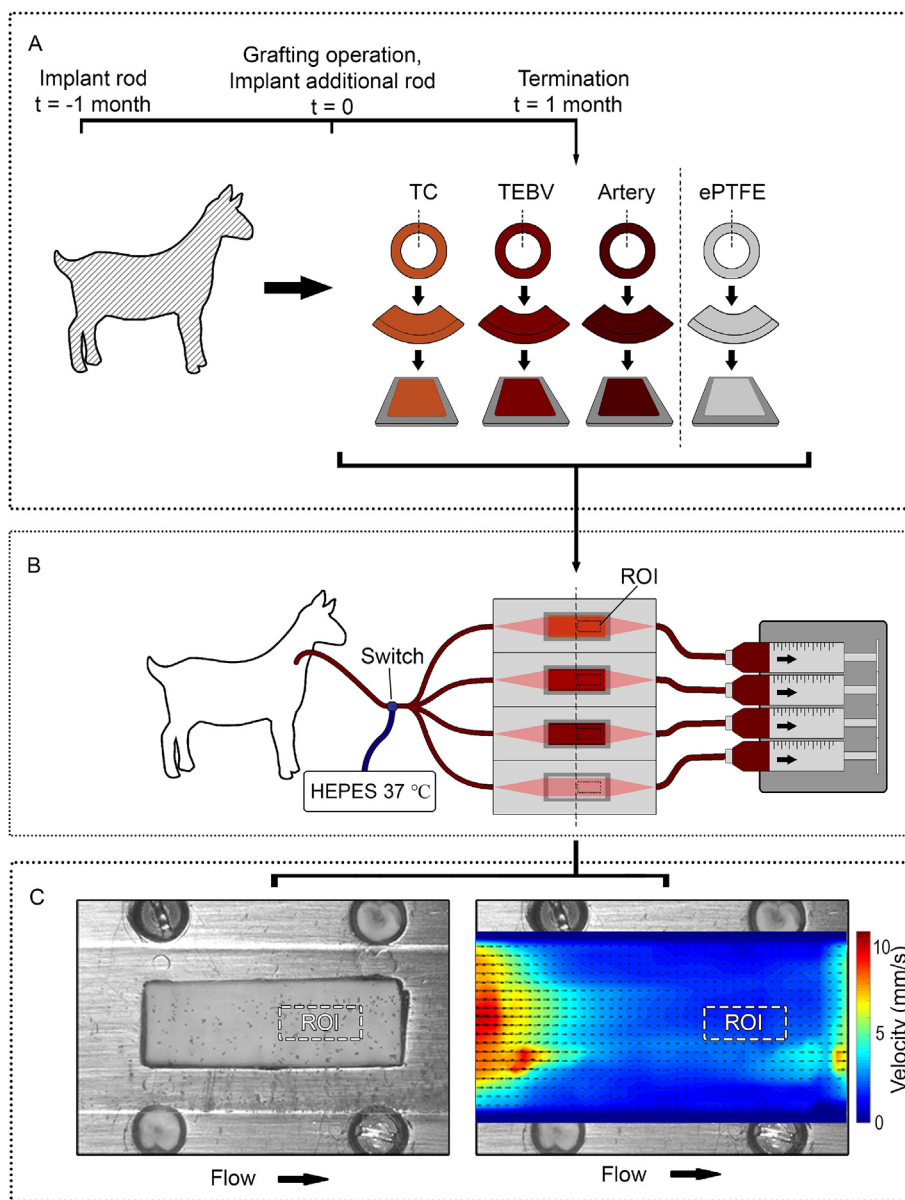 A
Implant rod
t = -1 month
Grafting operation,
Implant additional rod
t = 0
Termination
t = 1 month
TC
TEBV
Artery
ePTFE
B
ROI
Switch
HEPES 37 °C
C
ROI
ROI
10
5
0
Velocity (mm/s)
Flow
Flow